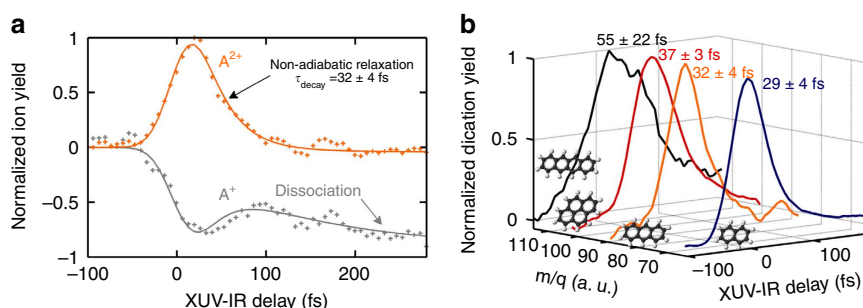 a
Normalized ion yield
1
0.5
0
−0.5
−1
A2+
Non-adiabatic relaxation
τdecay =32 ± 4 fs
A+
Dissociation
−100
0
100
200
XUV-IR delay (fs)
b
Normalized dication yield
1
0.5
0
55 ± 22 fs
37 ± 3 fs
32 ± 4 fs
29 ± 4 fs
110
100
90
80
70
m/q (a. u.)
−100
0
100
XUV-IR delay (fs)